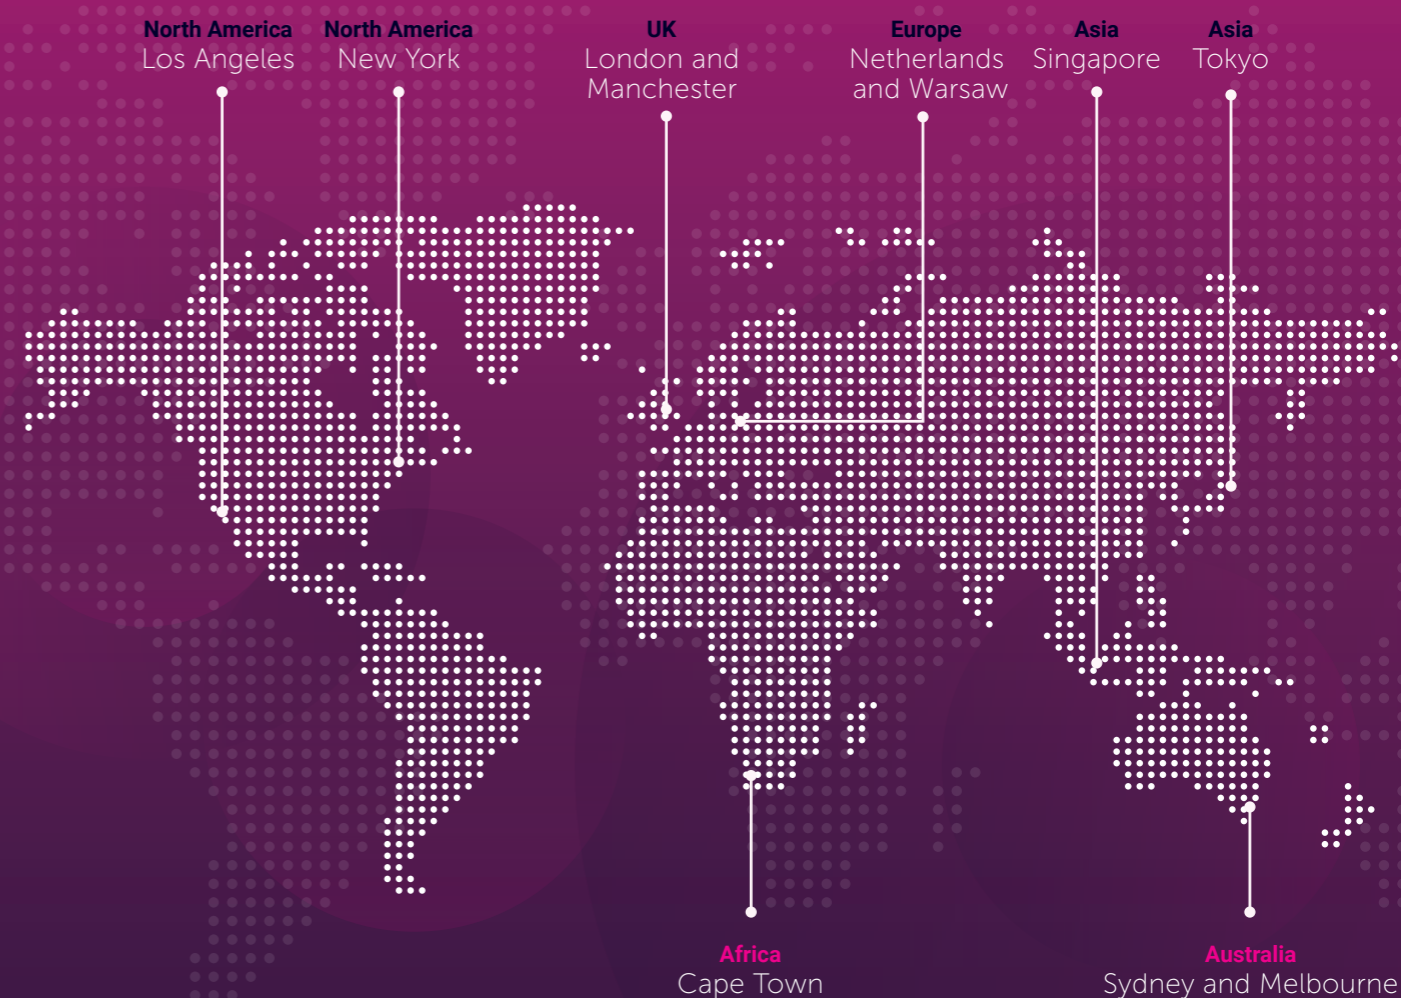 North America
Los Angeles
North America
New York
UK
London and
Manchester
Europe
Netherlands
and Warsaw
Asia
Singapore
Asia
Tokyo
Africa
Cape Town
Australia
Sydney and Melbourne